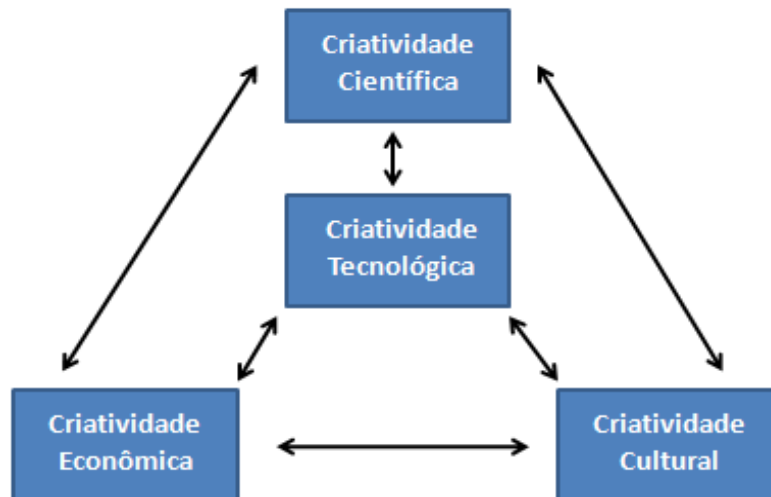 Criatividade
Científica
Criatividade
Tecnológica
Criatividade
Econômica
Criatividade
Cultural